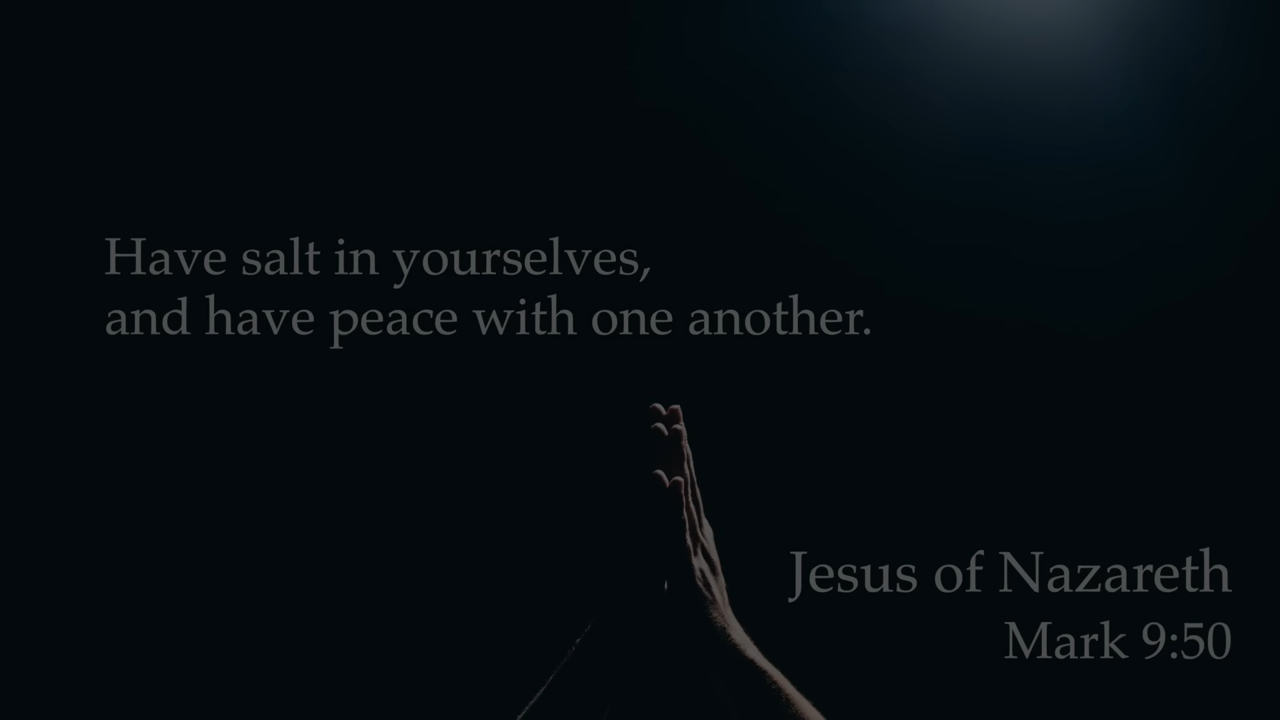 Have salt in yourselves,
and have peace with one another.
Jesus of Nazareth
Mark 9:50